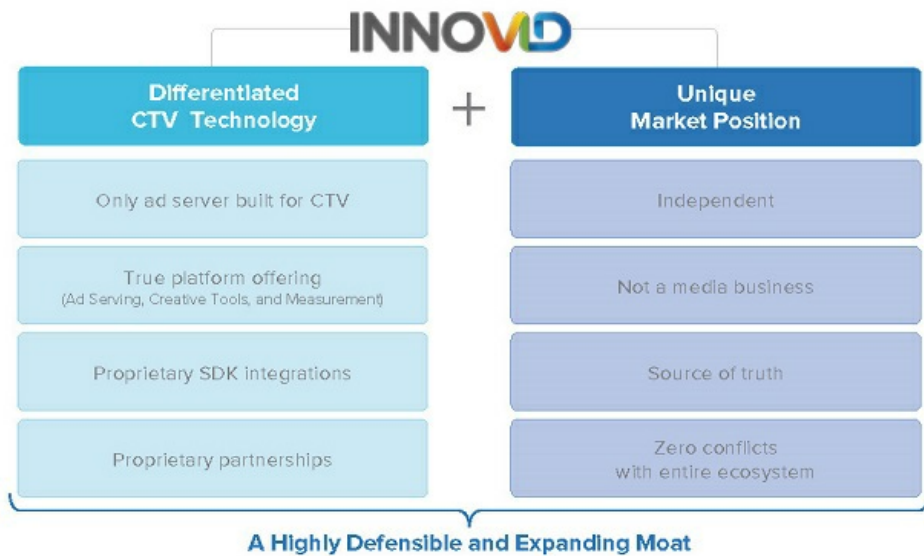 INNOVID
Differentiated
CTV Technology
+
Unique
Market Position
Only ad server built for CTV
Independent
True platform offering
(Ad Serving, Creative Tools, and Measurement)
Not a media business
Proprietary SDK integrations
Source of truth
Proprietary partnerships
Zero conflicts
with entire ecosystem
A Highly Defensible and Expanding Moat